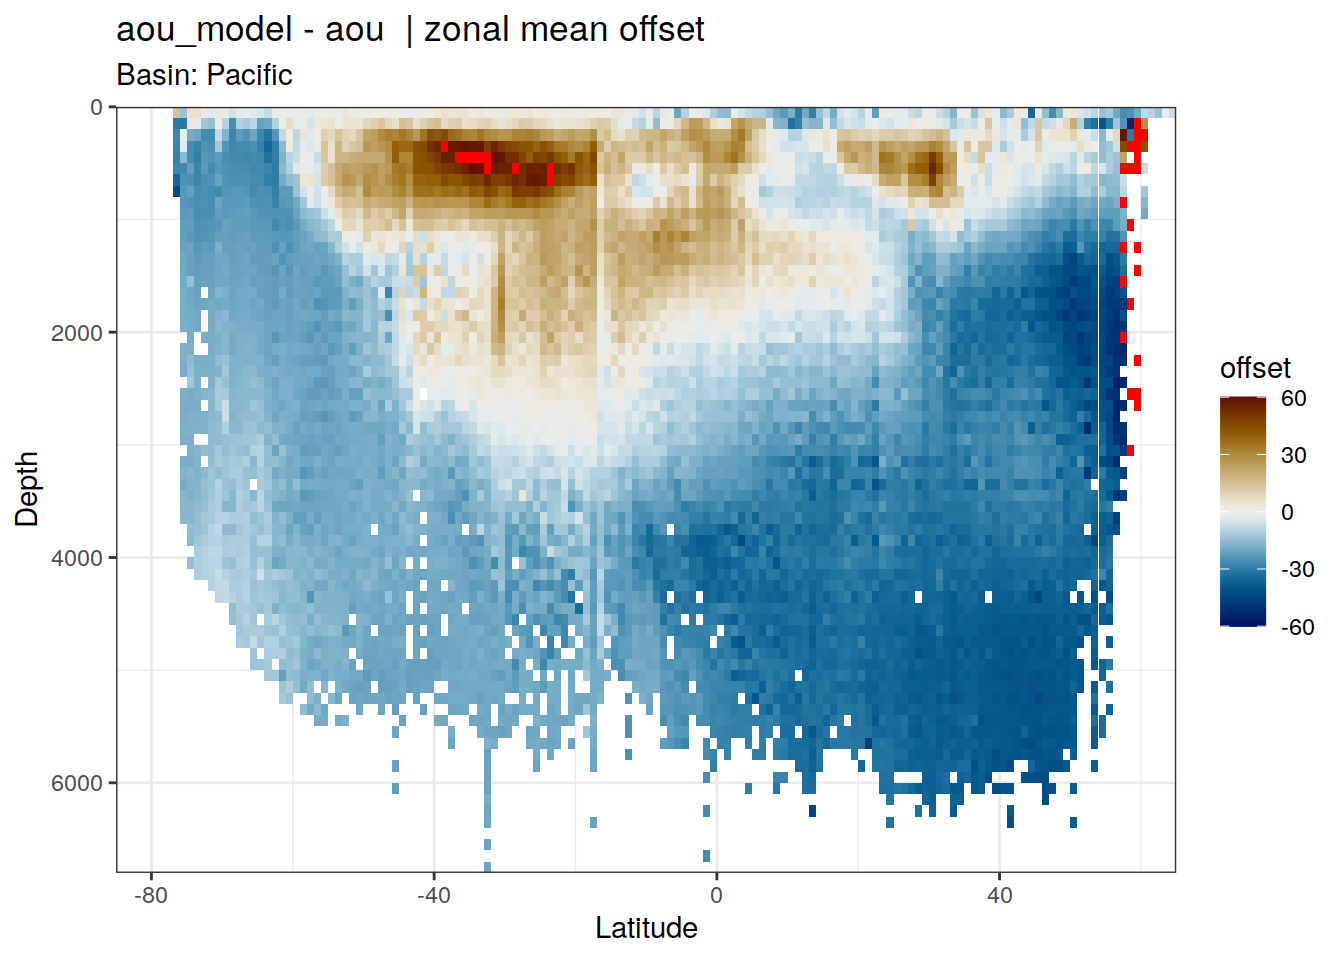 aou_model - aou  | zonal mean offset
Basin: Pacific
0
2000
4000
6000
Depth
-80
-40
0
40
Latitude
offset
60
30
0
-30
-60